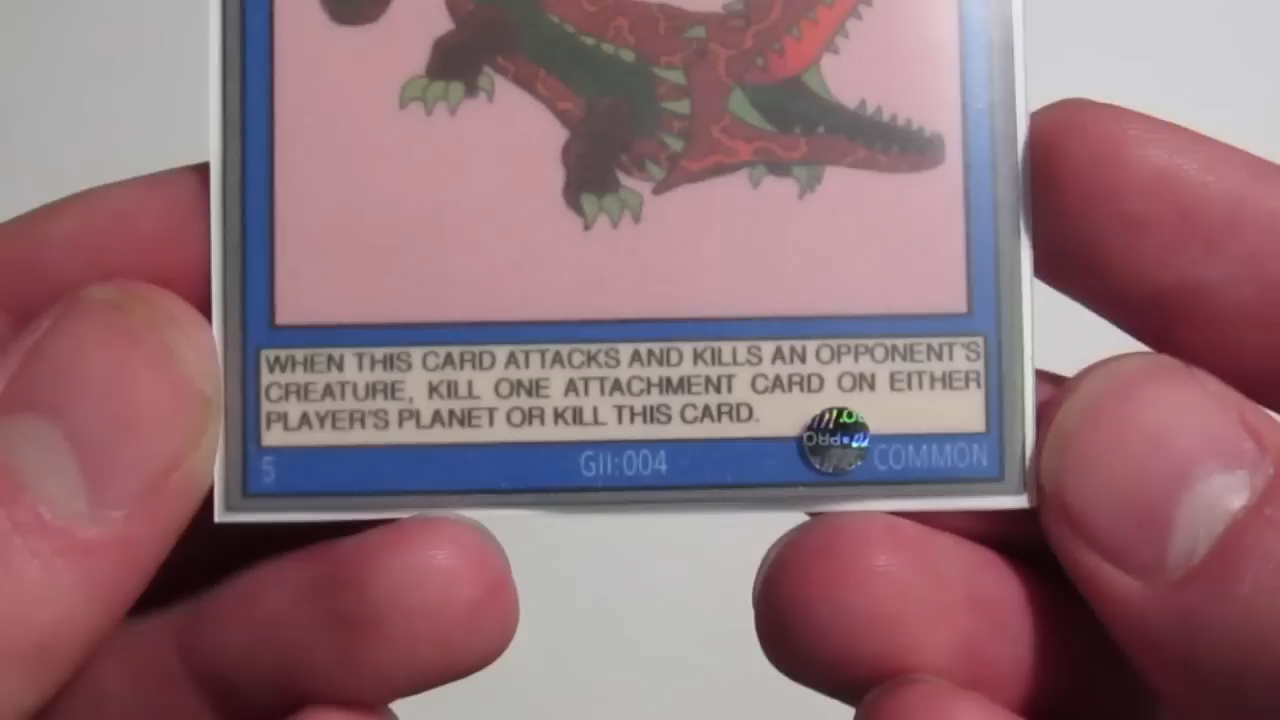 WHEN THIS CARD ATTACKS AND KILLS AN OPPONENT'S
CREATURE, KILL ONE ATTACHMENT CARD ON EITHER
PLAYER'S PLANET OR KILL THIS CARD.
5 GII:004 COMMON